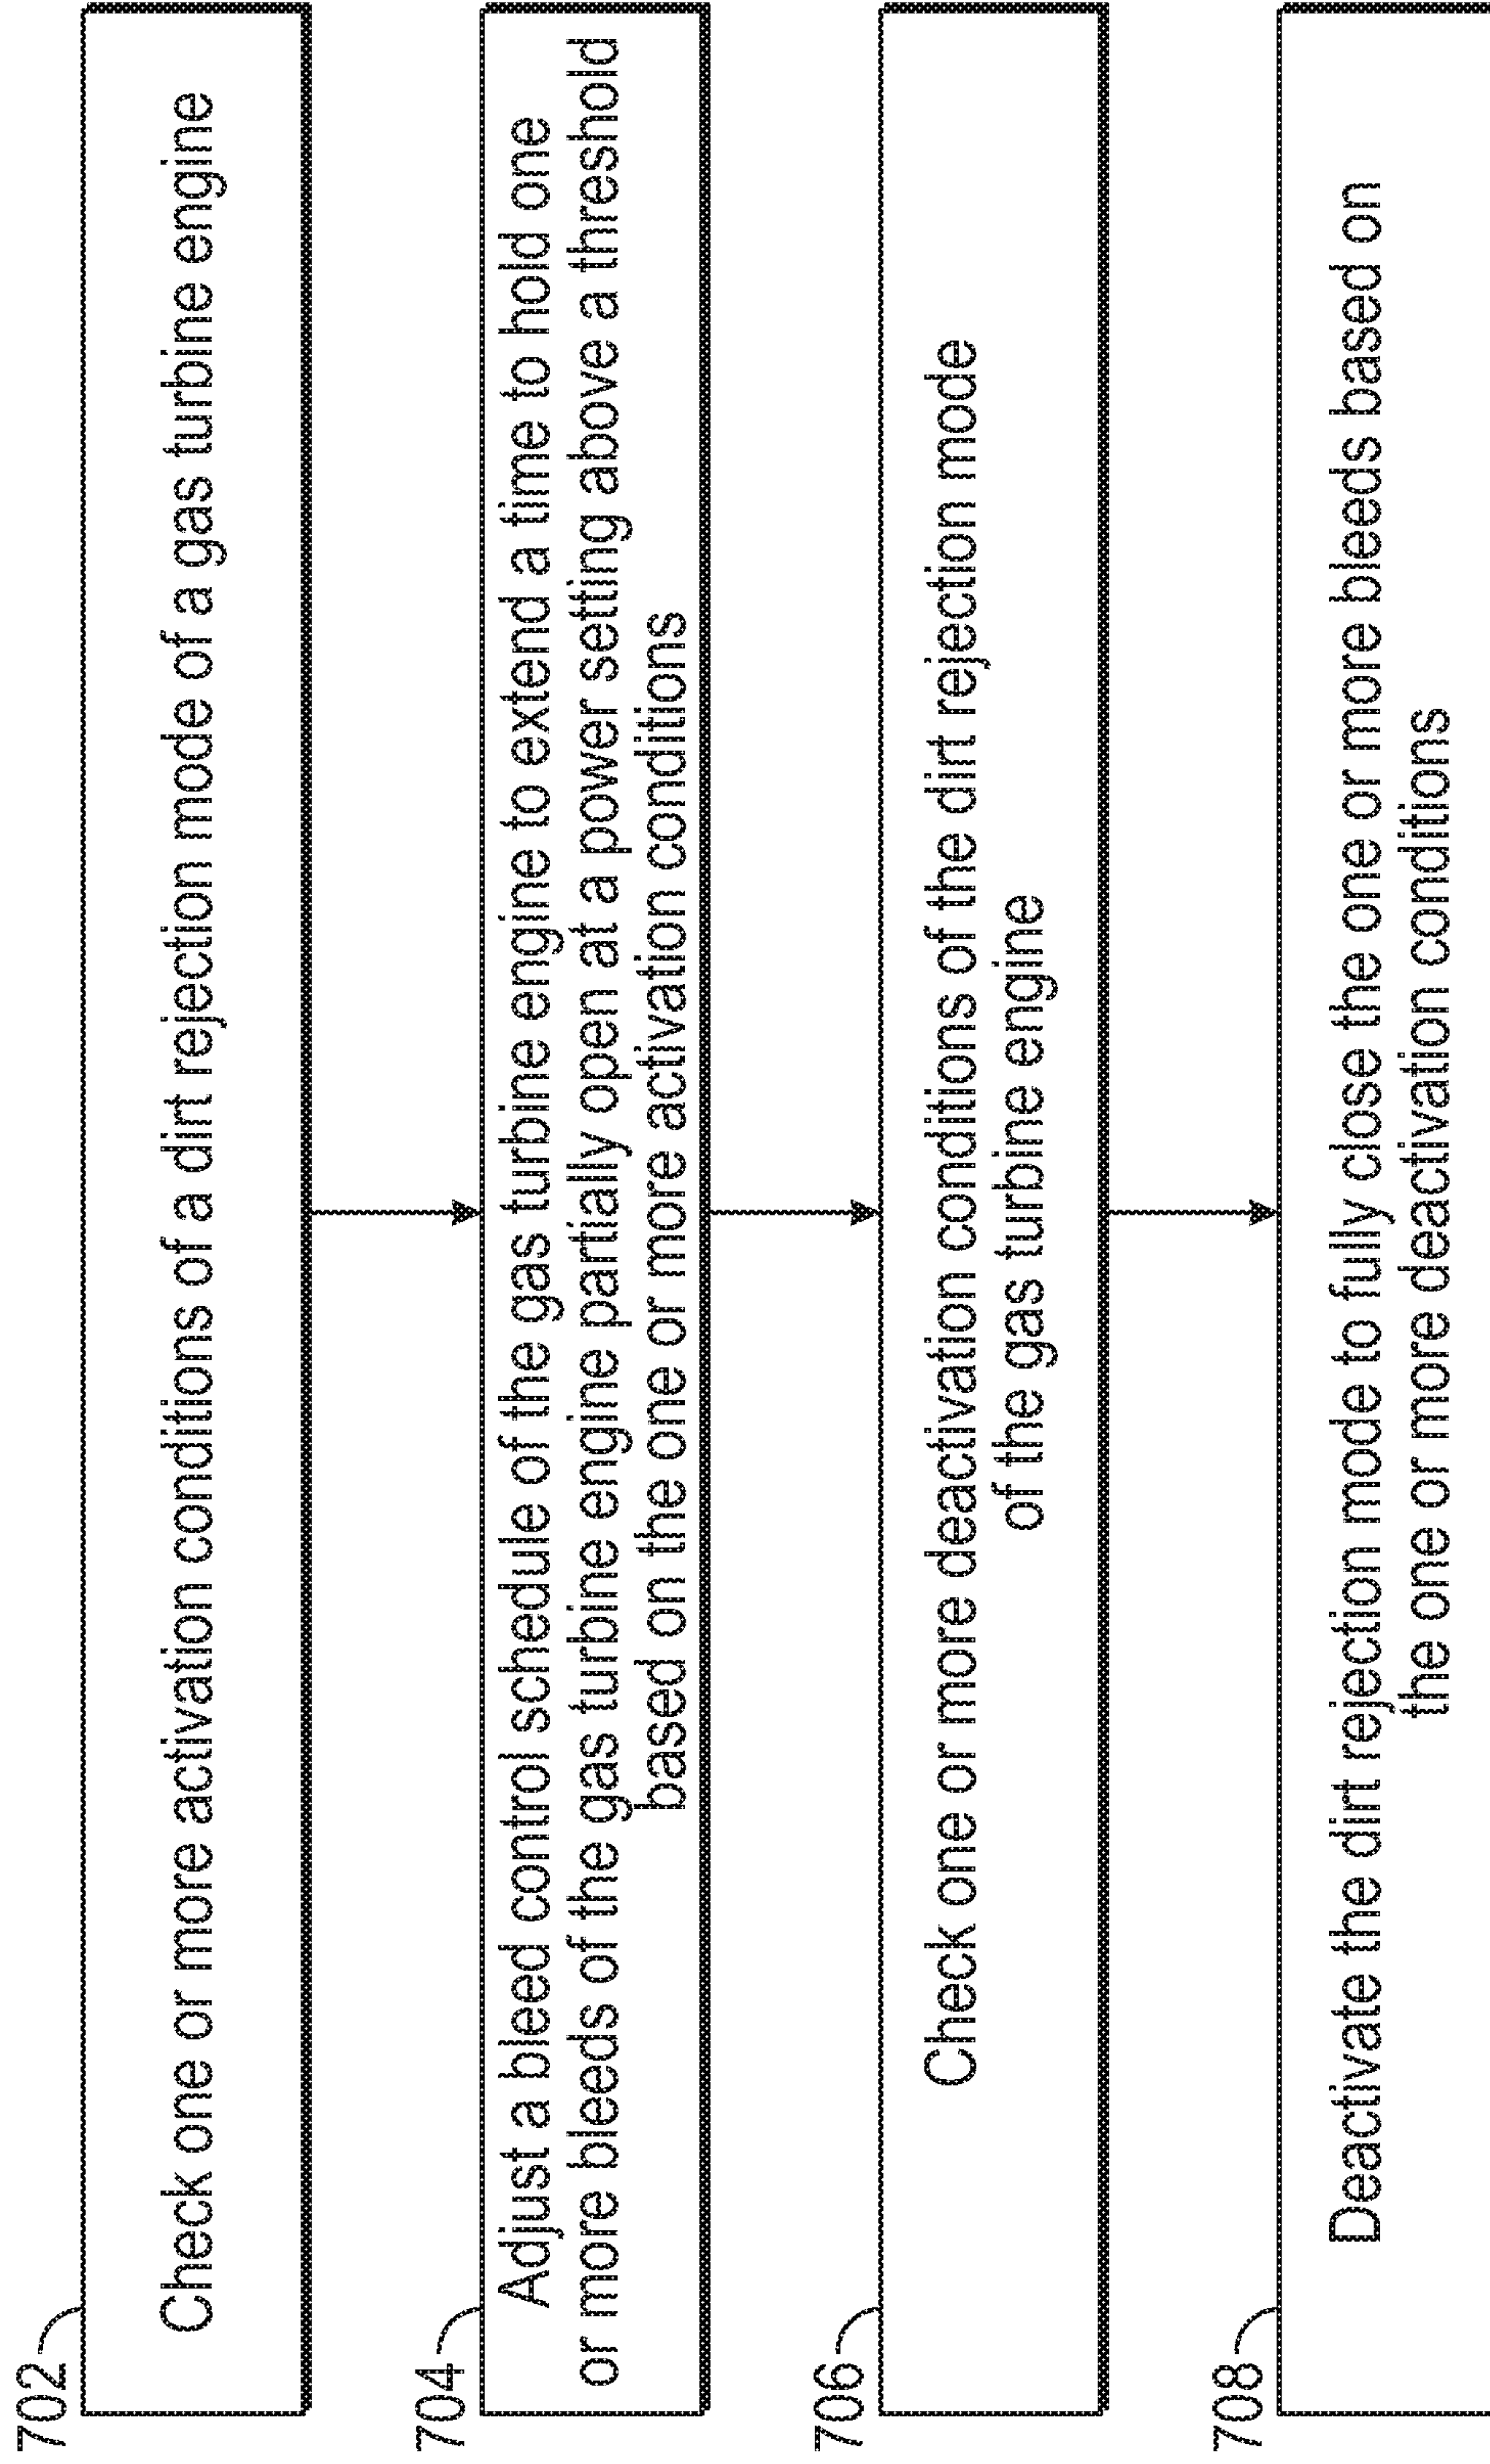 702
Check one or more activation conditions of a dirt rejection mode of a gas turbine engine
704
Adjust a bleed control schedule of the gas turbine engine to extend a time to hold one
or more bleeds of the gas turbine engine partially open at a power setting above a threshold
based on the one or more activation conditions
706
Check one or more deactivation conditions of the dirt rejection mode
of the gas turbine engine
708
Deactivate the dirt rejection mode to fully close the one or more bleeds based on
the one or more deactivation conditions